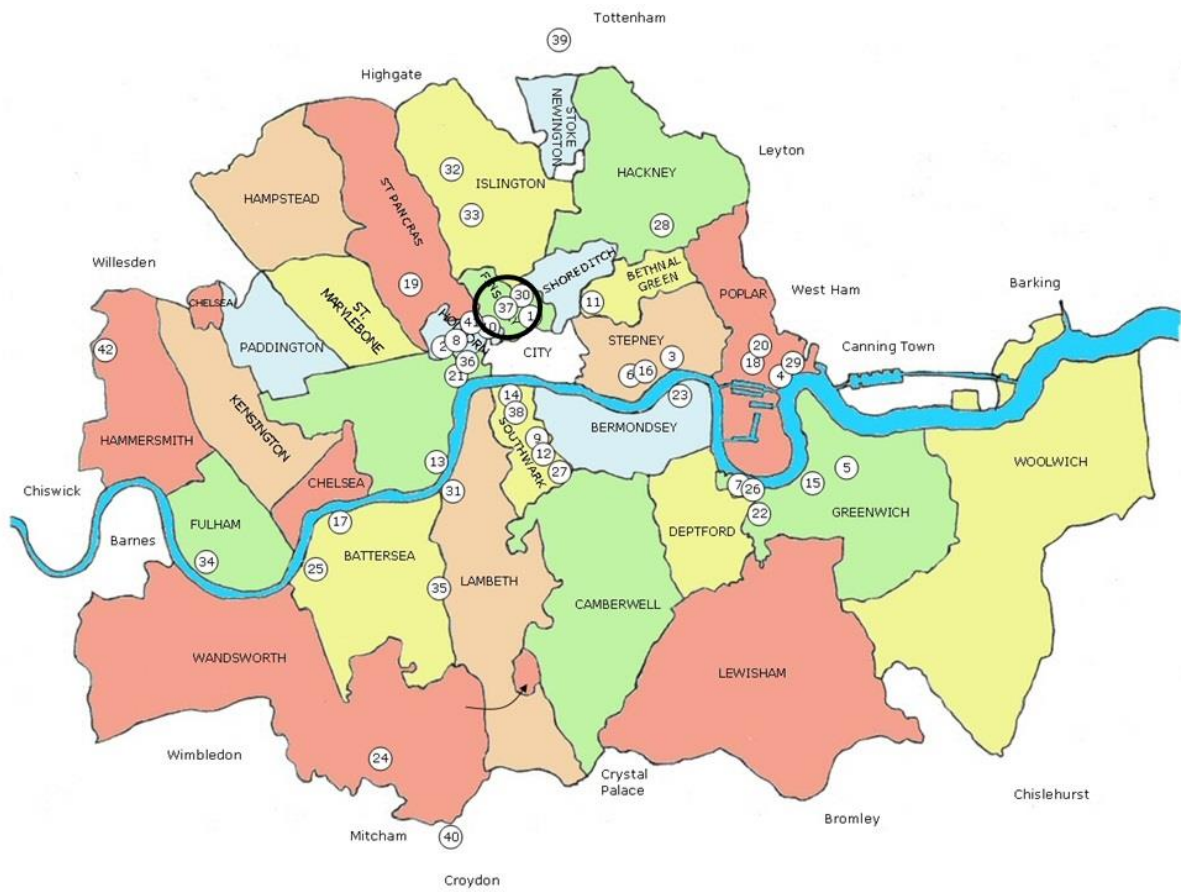 Tottenham
39
Highgate
STOKE
NEWINGTON
Leyton
32
ISLINGTON
HACKNEY
HAMPSTEAD
ST PANCRAS
33
28
Willesden
SHOREDITCH
BETHNAL
GREEN
19
30
37
1
11
POPLAR
West Ham
Barking
CHELSEA
ST.
MARYLEBONE
41
8
2
36
21
CITY
STEPNEY
3
6
16
20
18
4
29
Canning Town
42
PADDINGTON
KENSINGTON
14
38
23
BERMONDSEY
HAMMERSMITH
SOUTHWARK
9
12
27
13
31
CHELSEA
7
26
15
5
WOOLWICH
Chiswick
22
GREENWICH
FULHAM
17
DEPTFORD
Barnes
34
25
BATTERSEA
35
LAMBETH
CAMBERWELL
WANDSWORTH
LEWISHAM
Wimbledon
24
Crystal
Palace
Chislehurst
Mitcham
40
Bromley
Croydon